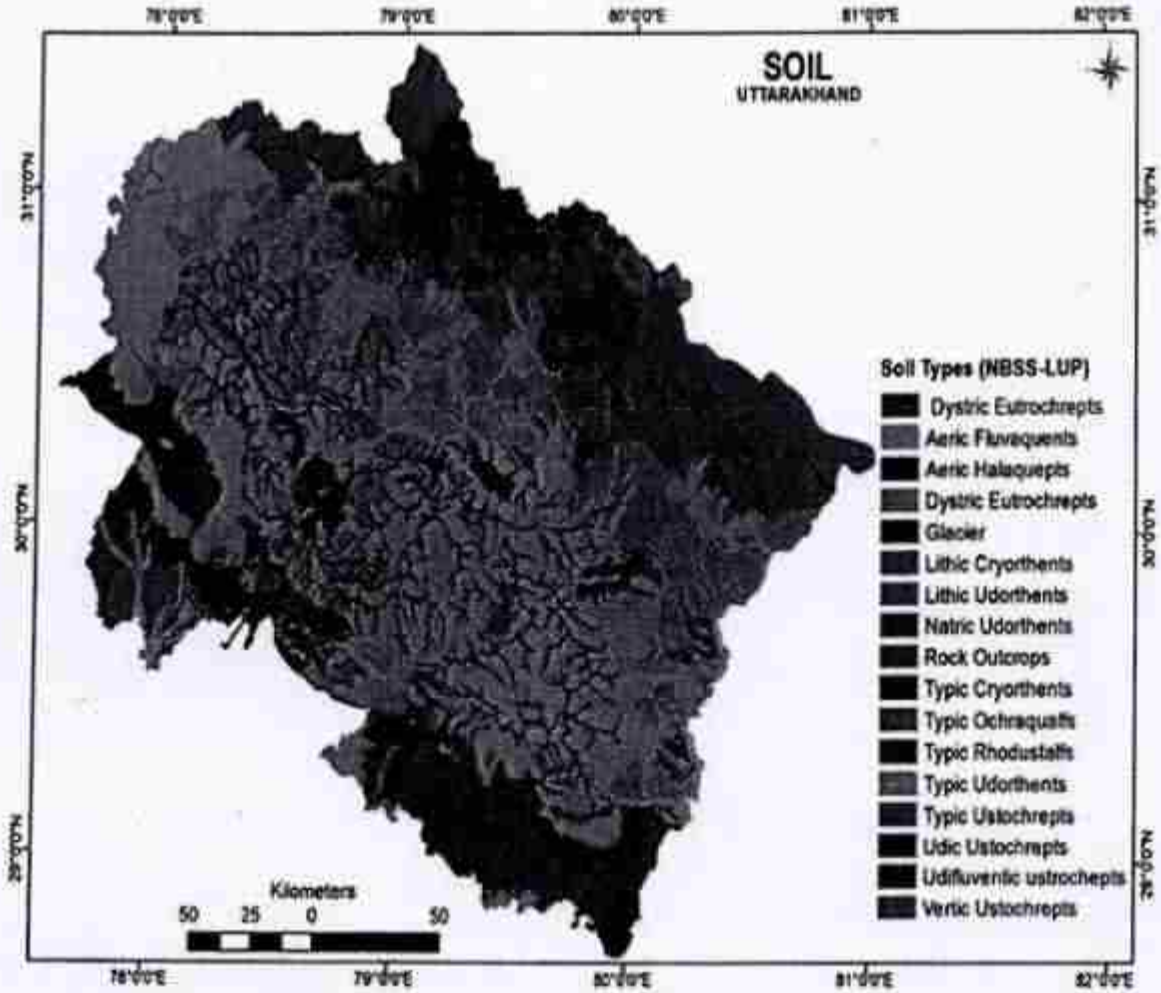 78°0'0"E 79°0'0"E 80°0'0"E 81°0'0"E 82°0'0"E
SOIL
UTTARAKHAND
31°0'0"N
31°0'0"N
Soil Types (NBSS-LUP)
Dystric Eutrochrepts
Aeric Fluvaquents
Aeric Halaquepts
Dystric Eutrochrepts
Glacier
Lithic Cryorthents
Lithic Udorthents
Natric Udorthents
Rock Outcrops
Typic Cryorthents
Typic Ochraquatfs
Typic Rhodustatfs
Typic Udorthents
Typic Ustochrepts
Udic Ustochrepts
Udifluventic ustrochepts
Vertic Ustochrepts
30°0'0"N
30°0'0"N
29°0'0"N
29°0'0"N
Kilometers
50 25 0 50
78°0'0"E 79°0'0"E 80°0'0"E 81°0'0"E 82°0'0"E